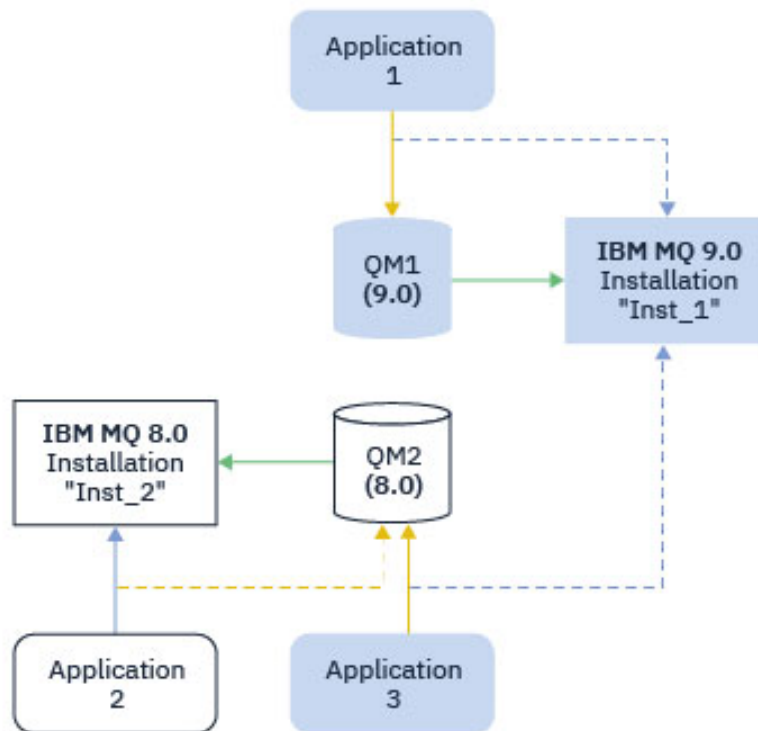 Application
1
QM1
(9.0)
IBM MQ 9.0
Installation
"Inst_1"
IBM MQ 8.0
Installation
"Inst_2"
QM2
(8.0)
Application
2
Application
3